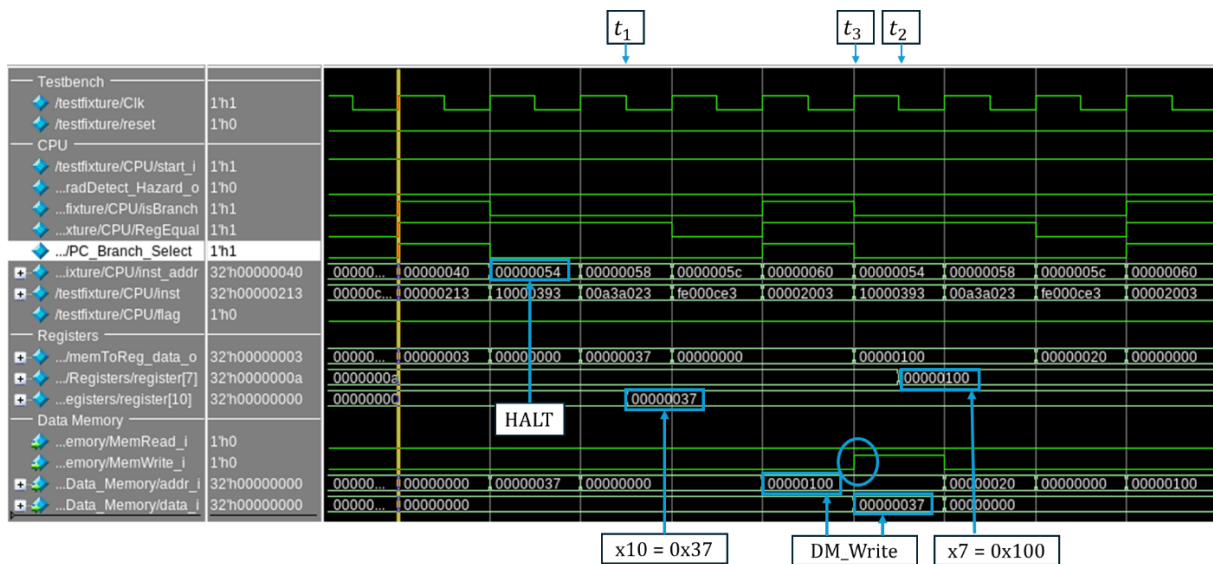 t₁
t₃
t₂
Testbench
/testfixture/Clk 1'h1
/testfixture/reset 1'h0
CPU
/testfixture/CPU/start_i 1'h1
...radDetect_Hazard_o 1'h0
...fixture/CPU/isBranch 1'h1
...xture/CPU/RegEqual 1'h1
.../PC_Branch_Select 1'h1
...ixture/CPU/inst_addr 32'h00000040 00000... 00000040 00000054 00000058 0000005c 00000060 00000054 00000058 0000005c 00000060
/testfixture/CPU/inst 32'h00000213 00000c... 00000213 10000393 00a3a023 fe000ce3 00002003 10000393 00a3a023 fe000ce3 00002003
/testfixture/CPU/flag 1'h0
Registers
.../memToReg_data_o 32'h00000003 00000... 00000003 00000000 00000037 00000000 00000100 00000020 00000000
.../Registers/register[7] 32'h0000000a 0000000a 00000100
...egisters/register[10] 32'h00000000 00000000 00000037
HALT
Data Memory
...emory/MemRead_i 1'h0
...emory/MemWrite_i 1'h0
...Data_Memory/addr_i 32'h00000000 00000... 00000000 00000037 00000000 00000100 00000020 00000000 00000100
...Data_Memory/data_i 32'h00000000 00000... 00000000 00000037 00000000
x10 = 0x37
DM_Write
x7 = 0x100